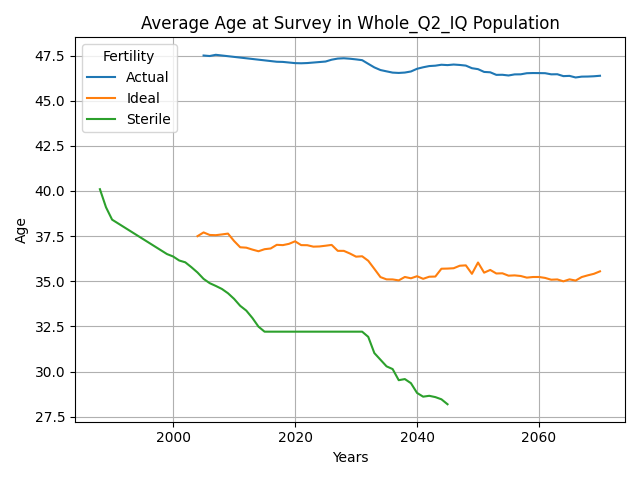 Average Age at Survey in Whole_Q2_IQ Population
Fertility
Actual
Ideal
Sterile
47.5
45.0
42.5
40.0
37.5
35.0
32.5
30.0
27.5
Age
2000 2020 2040 2060
Years